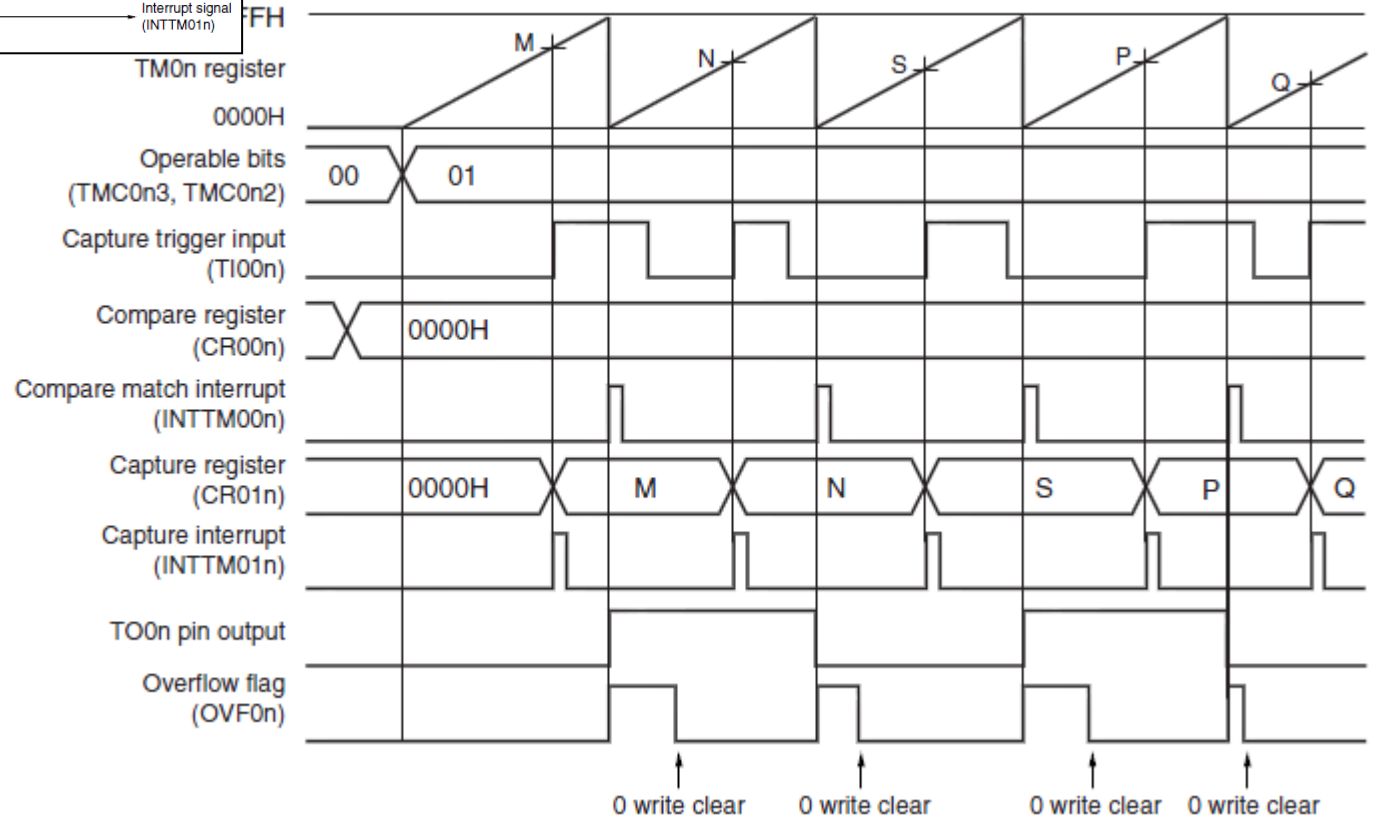 Interrupt signal
(INTTM01n)
FFH
M N S P Q
TM0n register
0000H
Operable bits
(TMC0n3, TMC0n2)
00 01
Capture trigger input
(TI00n)
Compare register
(CR00n)
0000H
Compare match interrupt
(INTTM00n)
Capture register
(CR01n)
0000H M N S P Q
Capture interrupt
(INTTM01n)
TO0n pin output
Overflow flag
(OVF0n)
0 write clear 0 write clear 0 write clear 0 write clear